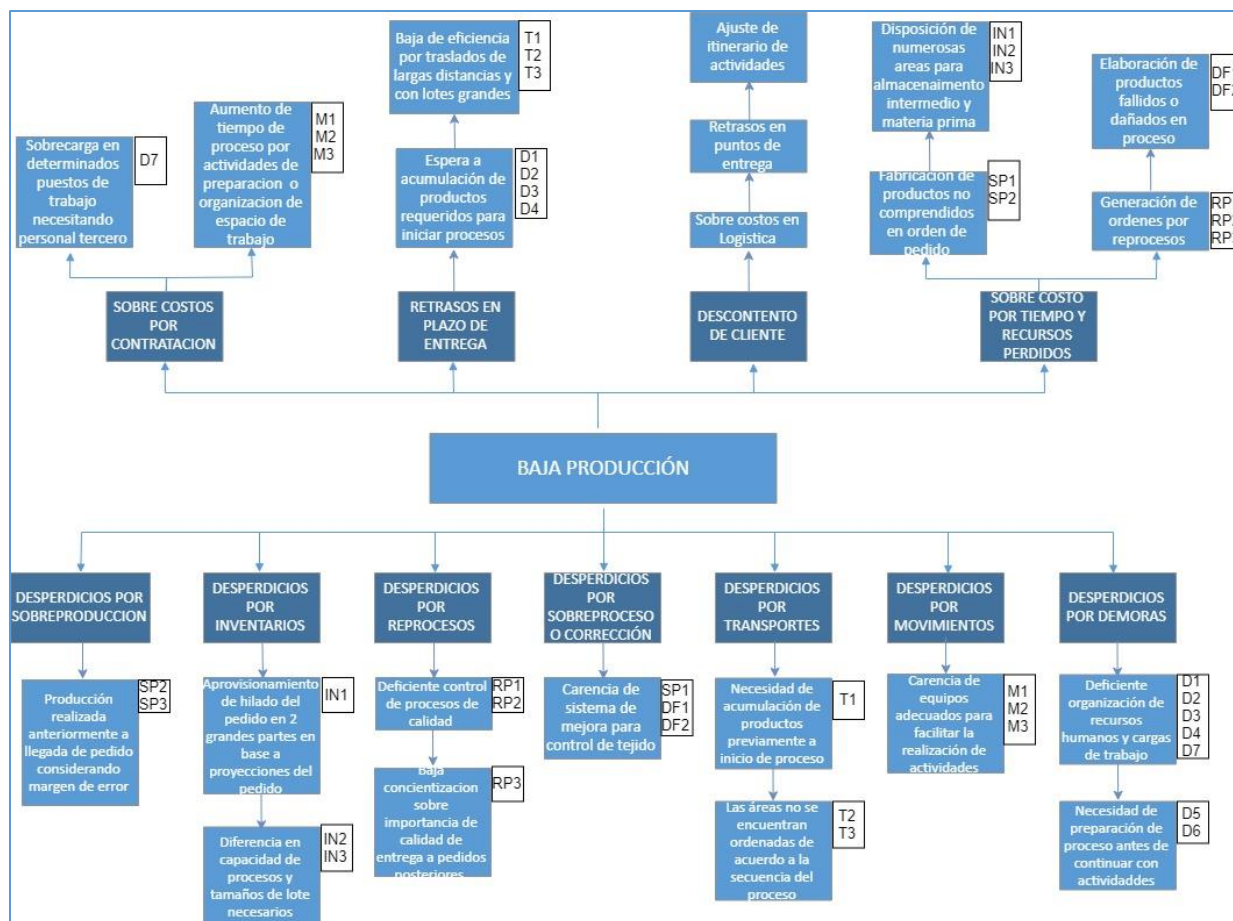 Sobrecarga en
determinados
puestos de
trabajo
necesitando
personal tercero
D7
Aumento de
tiempo de
proceso por
actividades de
preparacion o
organizacion de
espacio de
trabajo
M1
M2
M3
Baja de eficiencia
por traslados de
largas distancias y
con lotes grandes
T1
T2
T3
Espera a
acumulación de
productos
requeridos para
iniciar procesos
D1
D2
D3
D4
Ajuste de
itinerario de
actividades
Retrasos en
puntos de
entrega
Sobre costos en
Logistica
Disposición de
numerosas
areas para
almacenaimento
intermedio y
materia prima
IN1
IN2
IN3
Fabricación de
productos no
comprendidos
en orden de
pedido
SP1
SP2
Elaboración de
productos
fallidos o
dañados en
proceso
DF1
DF2
Generación de
ordenes por
reprocesos
RP
RP
RP
SOBRE COSTOS
POR
CONTRATACION
RETRASOS EN
PLAZO DE
ENTREGA
DESCONTENTO
DE CLIENTE
SOBRE COSTO
POR TIEMPO Y
RECURSOS
PERDIDOS
BAJA PRODUCCIÓN
DESPERDICIOS POR
SOBREPRODUCCION
DESPERDICIOS
POR
INVENTARIOS
DESPERDICIOS
POR
REPROCESOS
DESPERDICIOS
POR
SOBREPROCESO
O CORRECCIÓN
DESPERDICIOS
POR
TRANSPORTES
DESPERDICIOS
POR
MOVIMIENTOS
DESPERDICIOS
POR DEMORAS
Producción
realizada
anteriormente a
llegada de pedido
considerando
margen de error
SP2
SP3
Aprovisionamiento
de hilado del
pedido en 2
grandes partes en
base a
proyecciones del
pedido
IN1
Diferencia en
capacidad de
procesos y
tamaños de lote
necesarios
IN2
IN3
Deficiente control
de procesos de
calidad
RP1
RP2
Baja
concientizacion
sobre
importancia de
calidad de
entrega a pedidos
posteriores
RP3
Carencia de
sistema de
mejora para
control de tejido
SP1
DF1
DF2
Necesidad de
acumulación de
productos
previamente a
inicio de proceso
T1
Las áreas no se
encuentran
ordenadas de
acuerdo a la
secuencia del
proceso
T2
T3
Carencia de
equipos
adecuados para
facilitar la
realización de
actividades
M1
M2
M3
Deficiente
organización de
recursos
humanos y cargas
de trabajo
D1
D2
D3
D4
D7
Necesidad de
preparación de
proceso antes de
continuar con
actividaddes
D5
D6